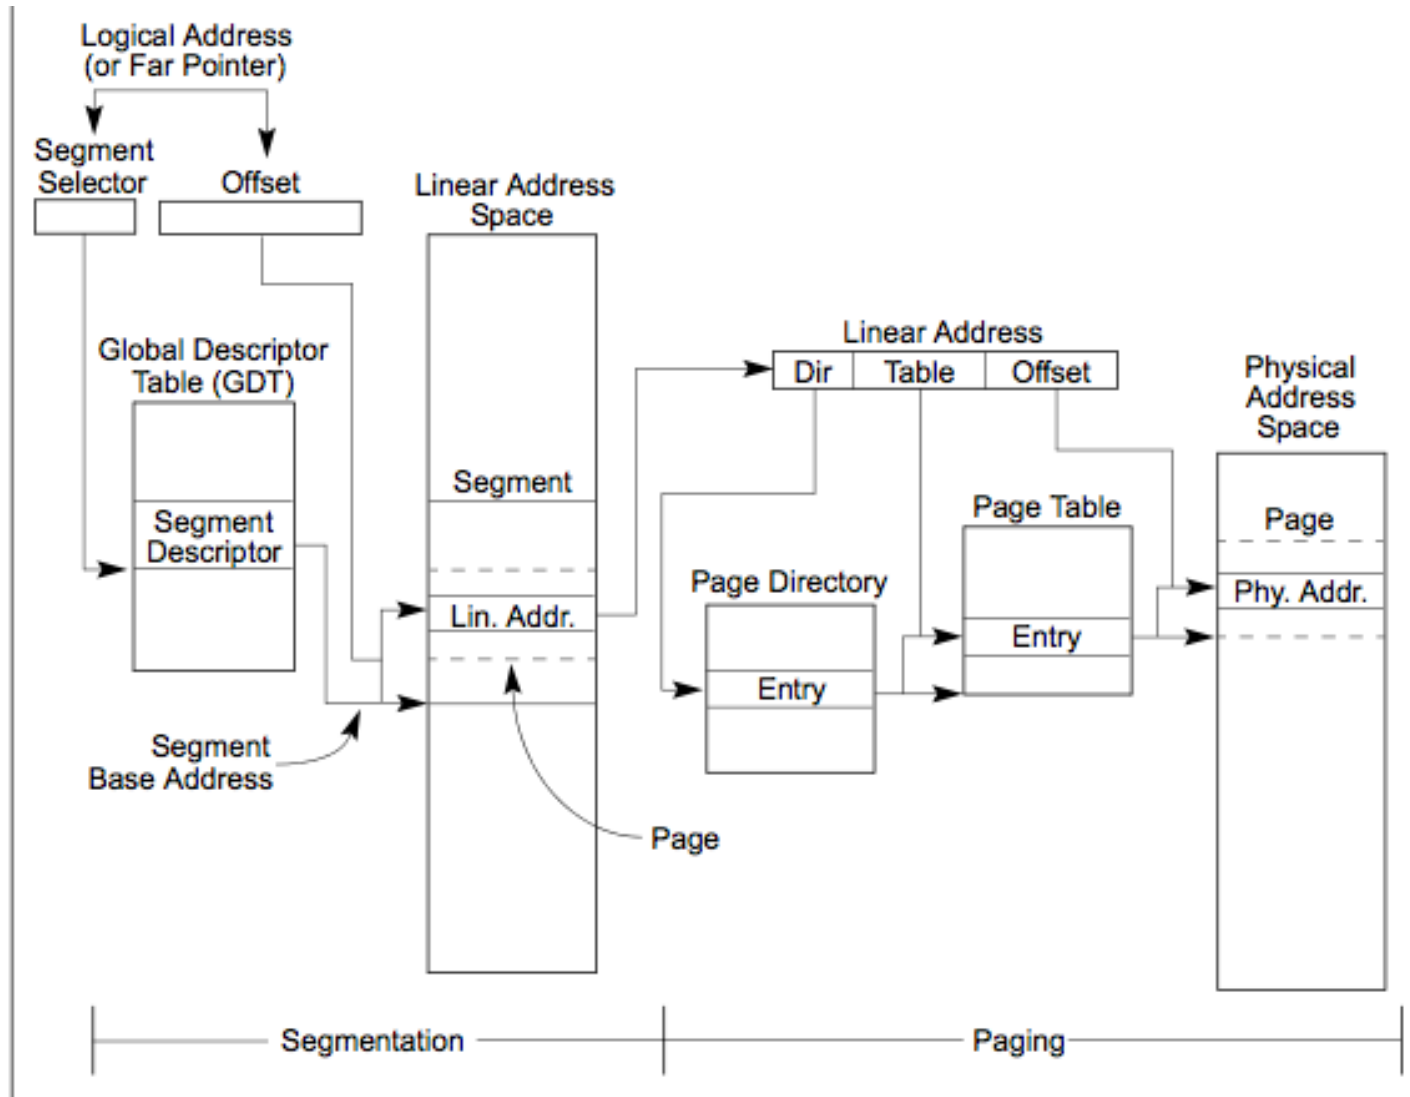 Logical Address
(or Far Pointer)
Segment
Selector
Offset
Linear Address
Space
Global Descriptor
Table (GDT)
Segment
Descriptor
Segment
Lin. Addr.
Segment
Base Address
Page
Linear Address
Dir
Table
Offset
Page Directory
Entry
Page Table
Entry
Physical
Address
Space
Page
Phy. Addr.
Segmentation
Paging